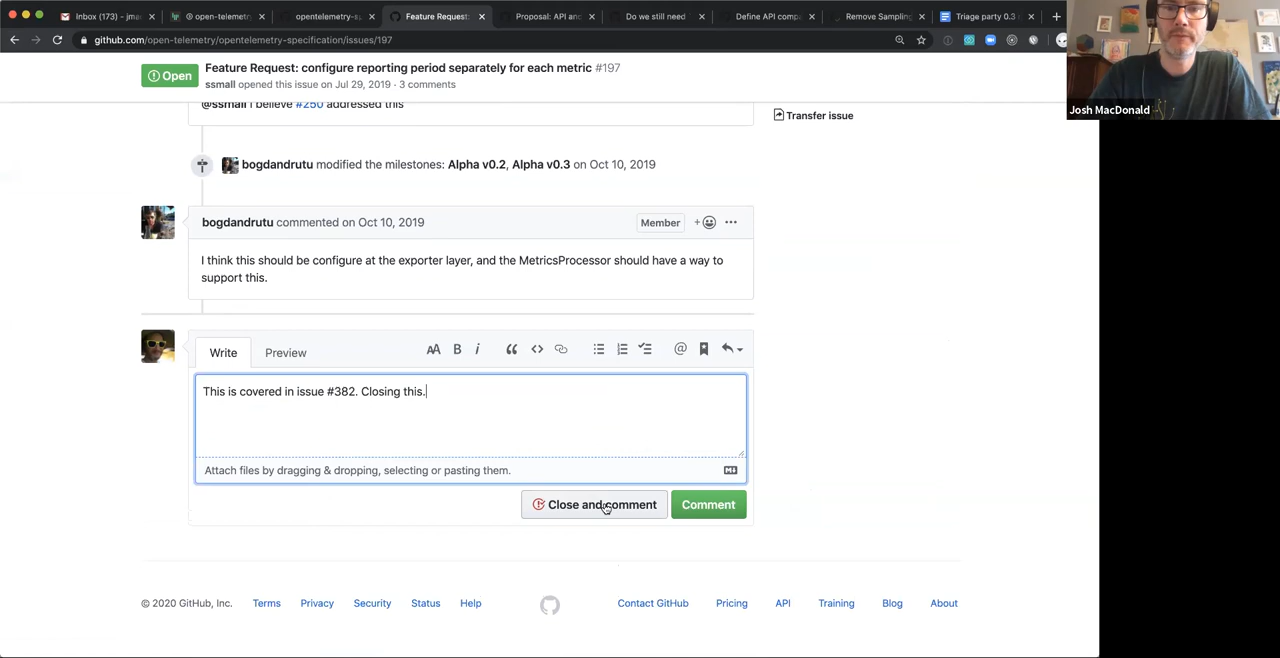 Inbox (173) - jma
open-telemetr
opentelemetry-s
Feature Request:
Proposal: API and
Do we still need
Define API compa
Remove Sampling
Triage party 0.3
github.com/open-telemetry/opentelemetry-specification/issues/197
Open
Feature Request: configure reporting period separately for each metric #197
ssmall opened this issue on Jul 29, 2019 · 3 comments
@ssmall I believe #250 addressed this
Transfer issue
bogdandrutu modified the milestones: Alpha v0.2, Alpha v0.3 on Oct 10, 2019
bogdandrutu commented on Oct 10, 2019
Member
I think this should be configure at the exporter layer, and the MetricsProcessor should have a way to
support this.
Write
Preview
AA B i
This is covered in issue #382. Closing this.
Attach files by dragging & dropping, selecting or pasting them.
Close and comment
Comment
© 2020 GitHub, Inc. Terms Privacy Security Status Help
Contact GitHub Pricing API Training Blog About
Josh MacDonald